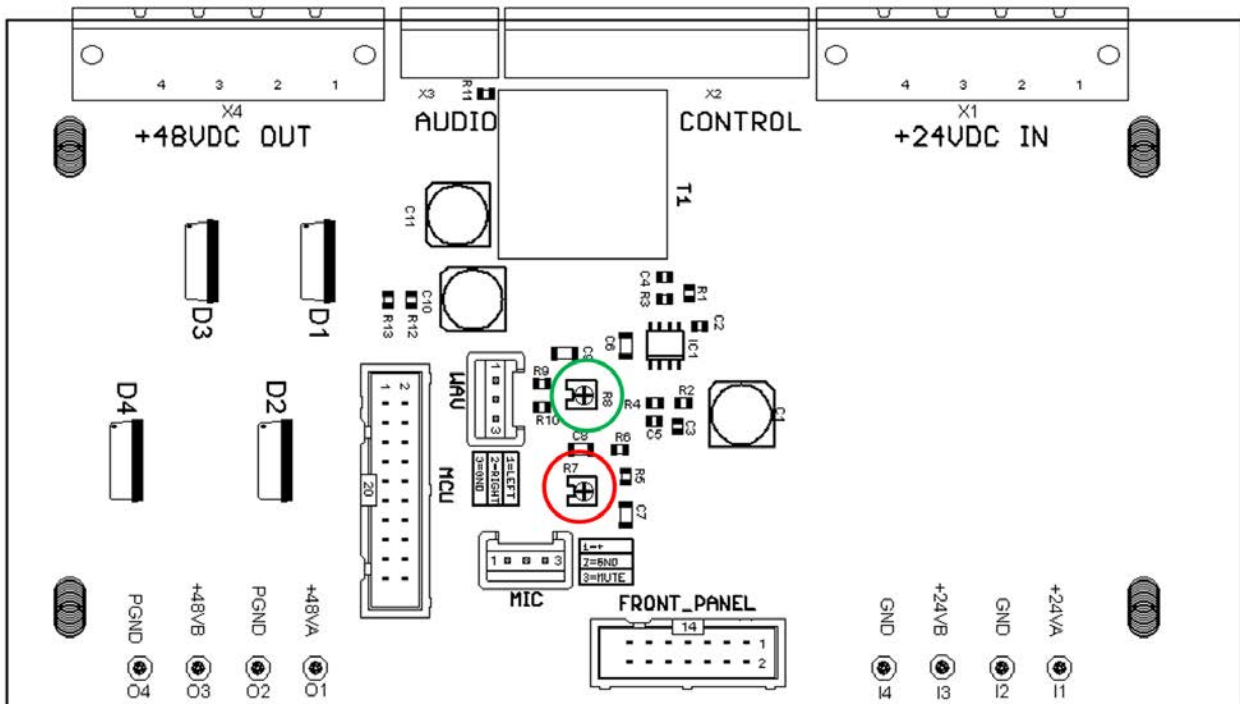 4 3 2 1
X4
+48VDC OUT
R11
X3
AUDIO
X2
CONTROL
4 3 2 1
X1
+24VDC IN
T1
C11
C10
R13
R12
D3
D1
D4
D2
C4
R3
R1
C2
C6
IC1
C9
R9
R10
R8
R4
R2
C5
C3
C1
WAV
1
3
1 2
20
MCU
1=LEFT
2=RIGHT
3=GND
C8
R6
R7
R5
C7
1 3
MIC
1=+
2=GND
3=MUTE
FRONT_PANEL
14
1
2
PGND
+48VB
PGND
+48VA
O4 O3 O2 O1
GND
+24VB
GND
+24VA
I4 I3 I2 I1